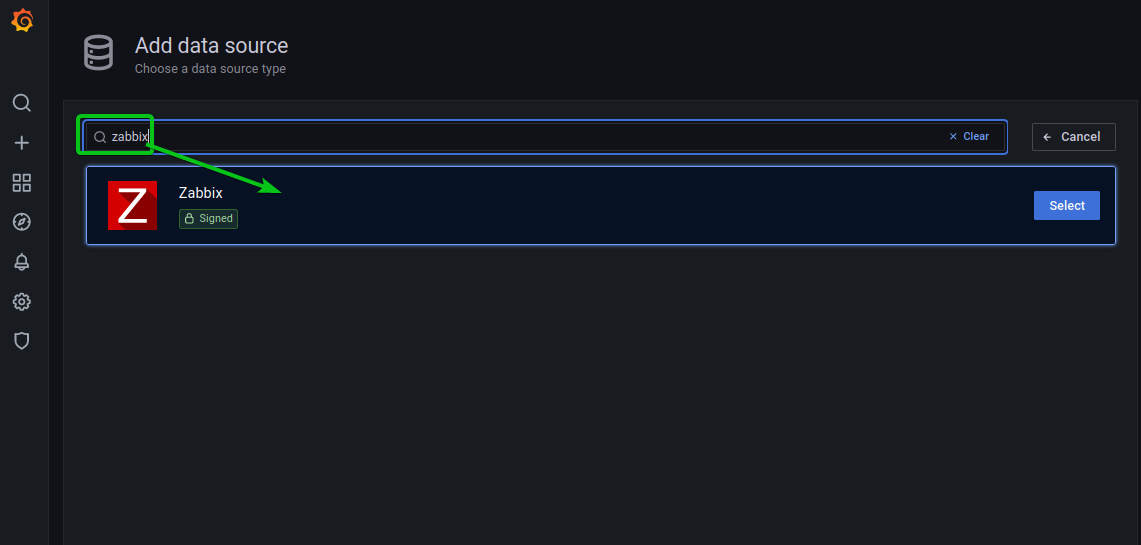 Add data source
Choose a data source type
zabbix
Clear
Cancel
Z
Zabbix
Signed
Select